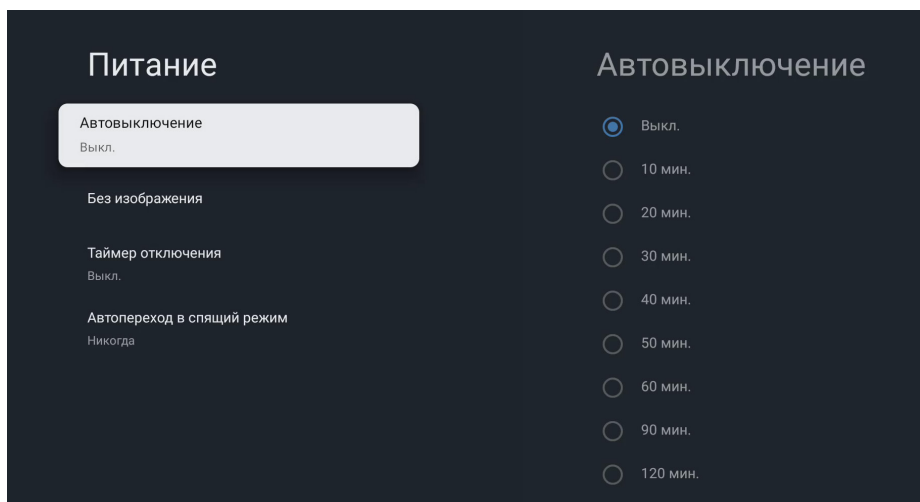 Питание
Автовыключение
Выкл.
Без изображения
Таймер отключения
Выкл.
Автопереход в спящий режим
Никогда
Автовыключение
Выкл.
10 мин.
20 мин.
30 мин.
40 мин.
50 мин.
60 мин.
90 мин.
120 мин.